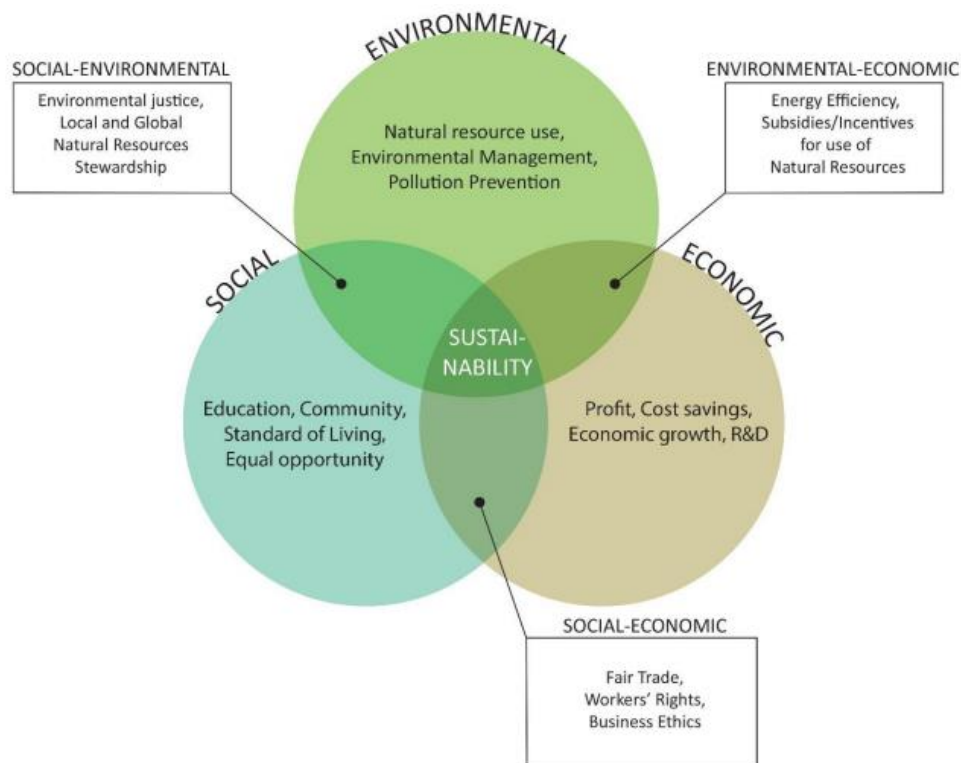 ENVIRONMENTAL
SOCIAL-ENVIRONMENTAL
Environmental justice,
Local and Global
Natural Resources
Stewardship
ENVIRONMENTAL-ECONOMIC
Energy Efficiency,
Subsidies/Incentives
for use of
Natural Resources
Natural resource use,
Environmental Management,
Pollution Prevention
SOCIAL
ECONOMIC
SUSTAI-
NABILITY
Education, Community,
Standard of Living,
Equal opportunity
Profit, Cost savings,
Economic growth, R&D
SOCIAL-ECONOMIC
Fair Trade,
Workers’ Rights,
Business Ethics